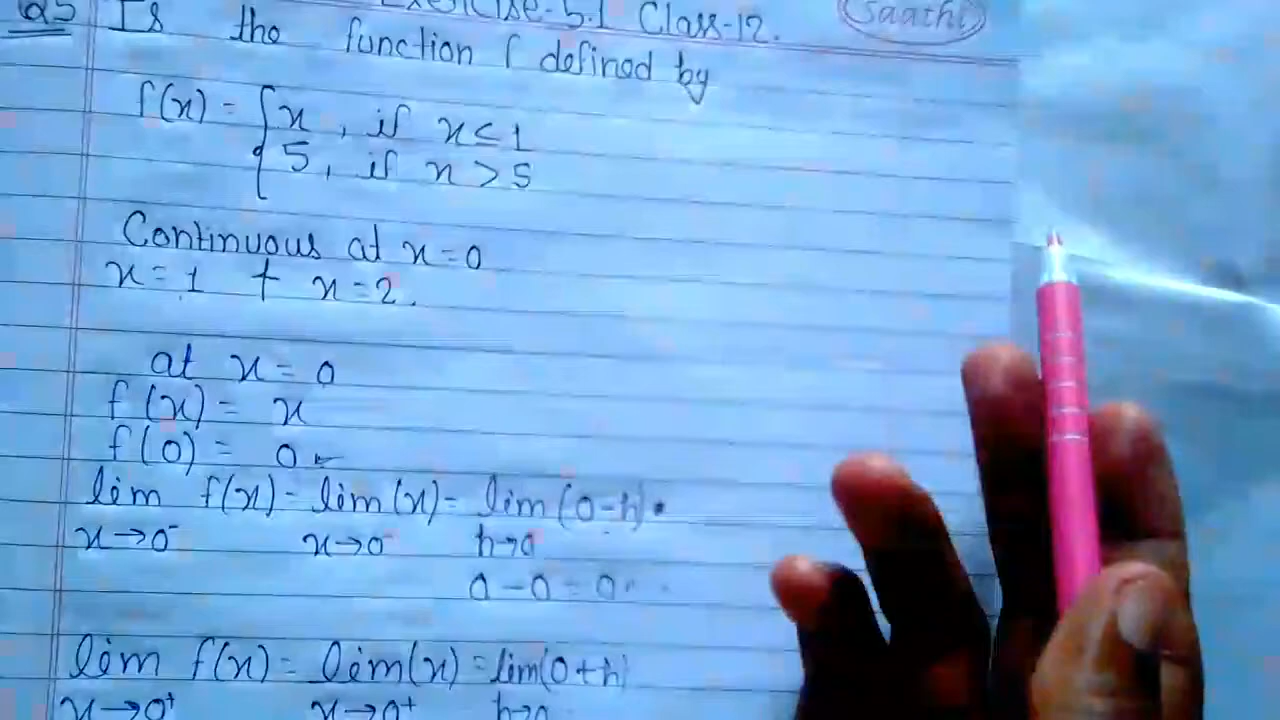 Q5 Is the function f defined by
Exercise-5.1 Class-12.
Saathi
f(x) = { x , if x ≤ 1
5 , if x > 5
Continuous at x = 0
x = 1 + x = 2.
at x = 0
f(x) = x
f(0) = 0
lim f(x) = lim (x) = lim (0-h)
x→0⁻ x→0⁻ h→0
0 - 0 = 0
lim f(x) = lim (x) = lim (0+h)
x→0⁺ x→0⁺ h→0